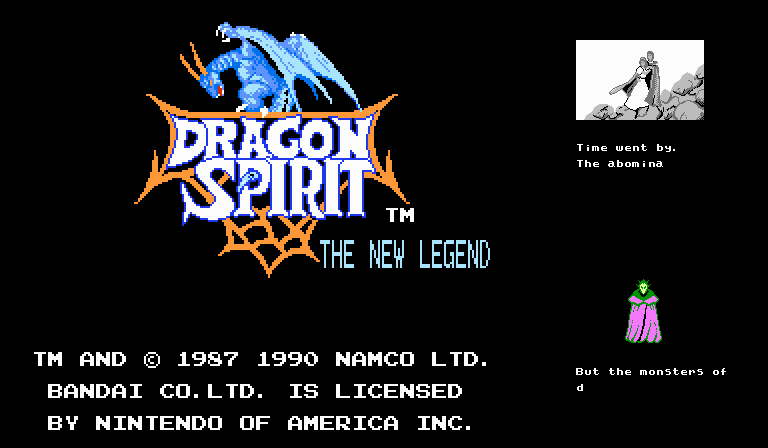 DRAGON
SPIRIT
TM
THE NEW LEGEND
TM AND © 1987 1990 NAMCO LTD.
BANDAI CO.LTD. IS LICENSED
BY NINTENDO OF AMERICA INC.
Time went by.
The abomina
But the monsters of
d